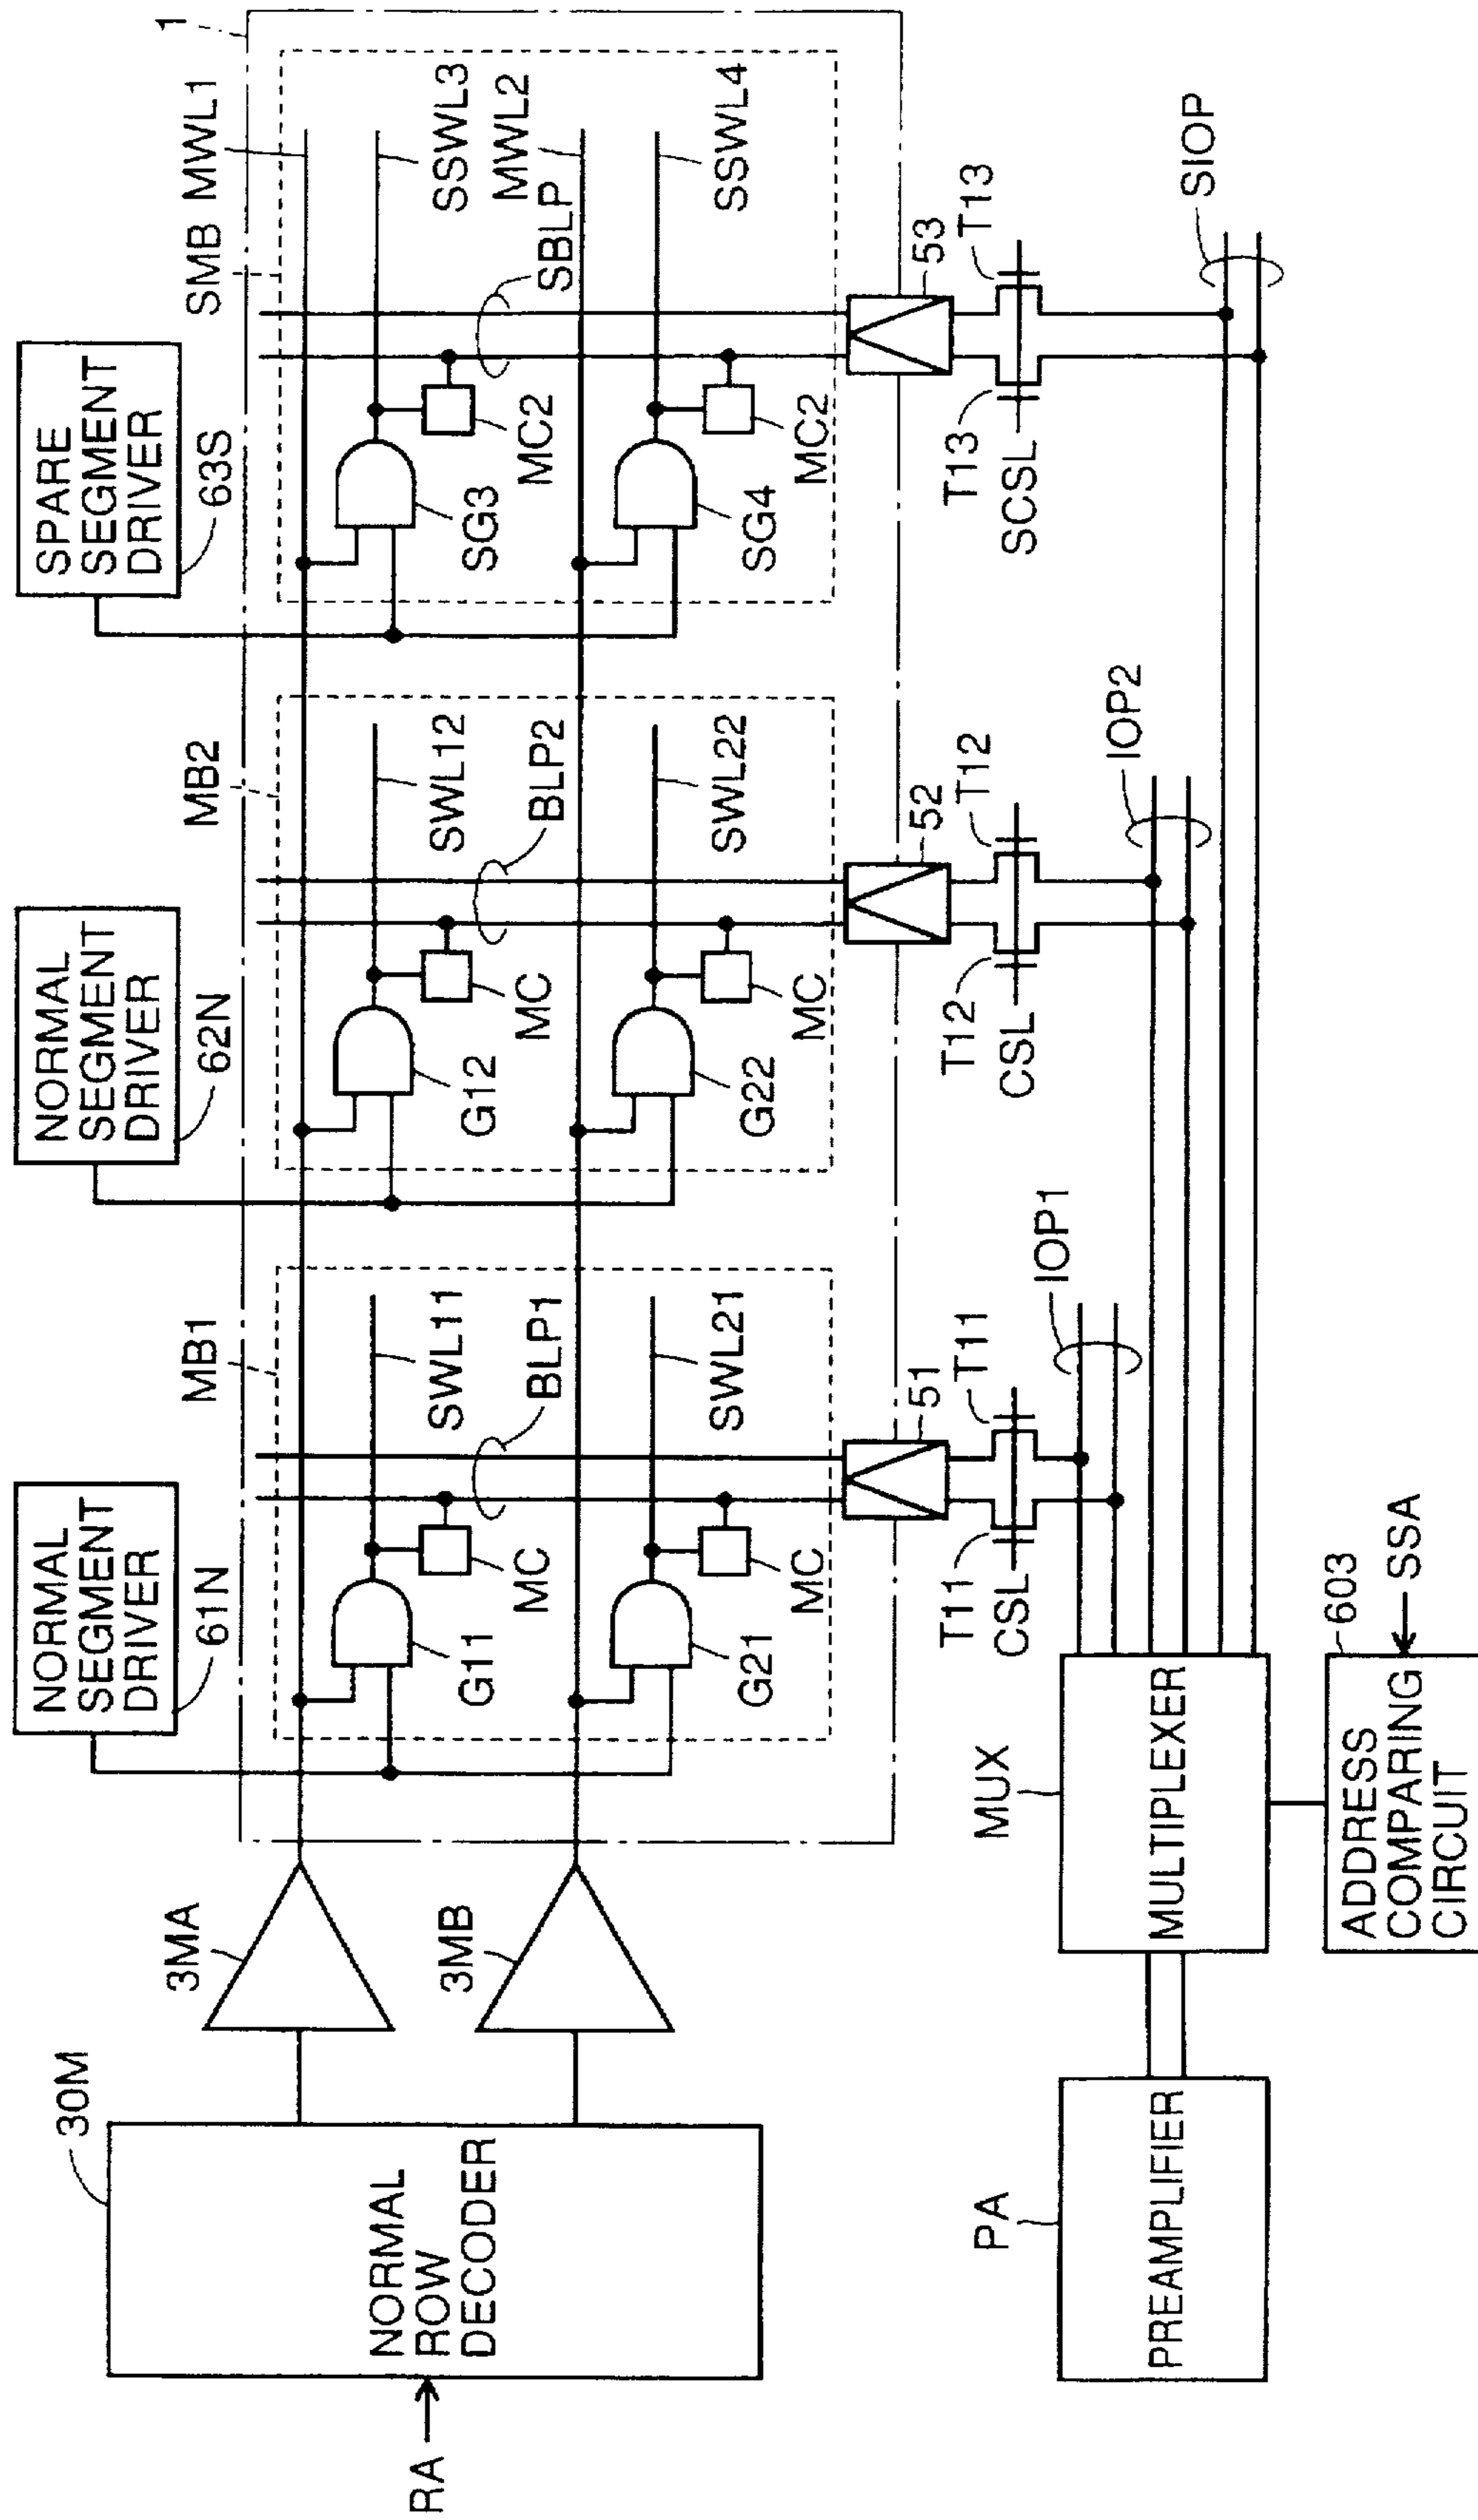 NORMAL
SEGMENT
DRIVER
61N
NORMAL
SEGMENT
DRIVER
62N
SPARE
SEGMENT
DRIVER
63S
1
30M
3MA
MB1
MB2
SMB
MWL1
SWL11
SWL12
SSWL3
MC
MC
MC2
G11
G12
SG3
MWL2
BLP1
BLP2
SBLP
NORMAL
ROW
DECODER
RA
3MB
SWL21
SWL22
SSWL4
MC
MC
MC2
G21
G22
SG4
51
52
53
T11
T11
T12
T12
T13
T13
CSL
CSL
SCSL
IOP1
IOP2
SIOP
PA
MUX
PREAMPLIFIER
MULTIPLEXER
603
ADDRESS
COMPARING
CIRCUIT
SSA